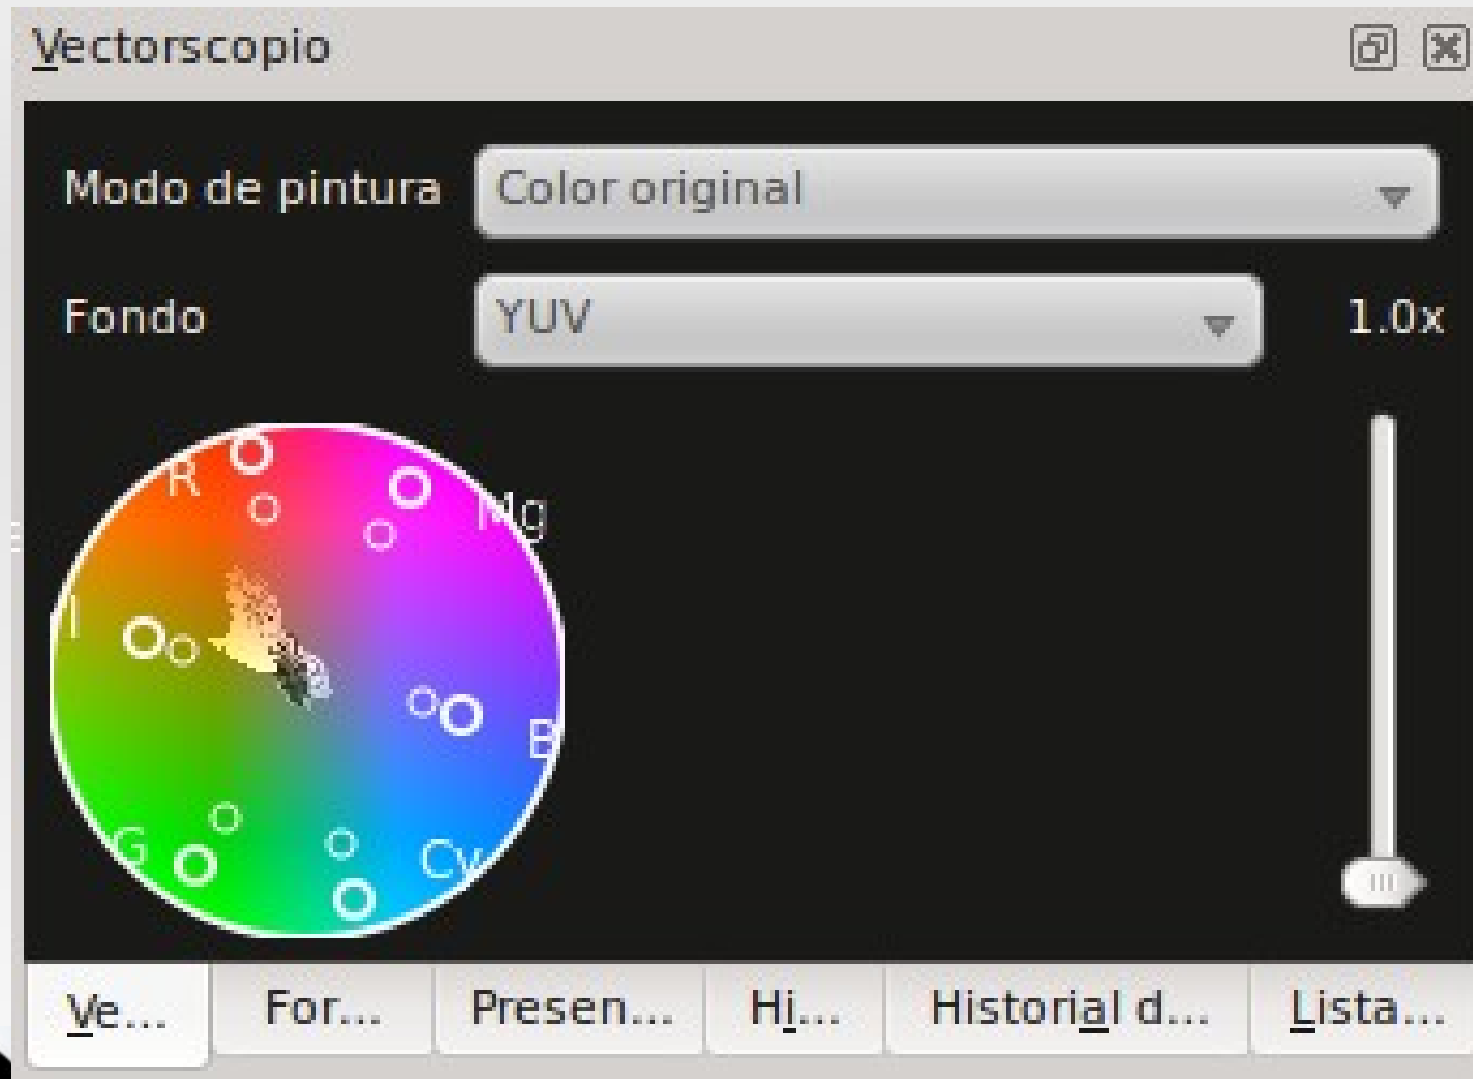 Vectorscopio
Modo de pintura Color original
Fondo YUV 1.0x
R
Mg
I
B
G
Cy
Ve... For... Presen... Hi... Historial d... Lista...